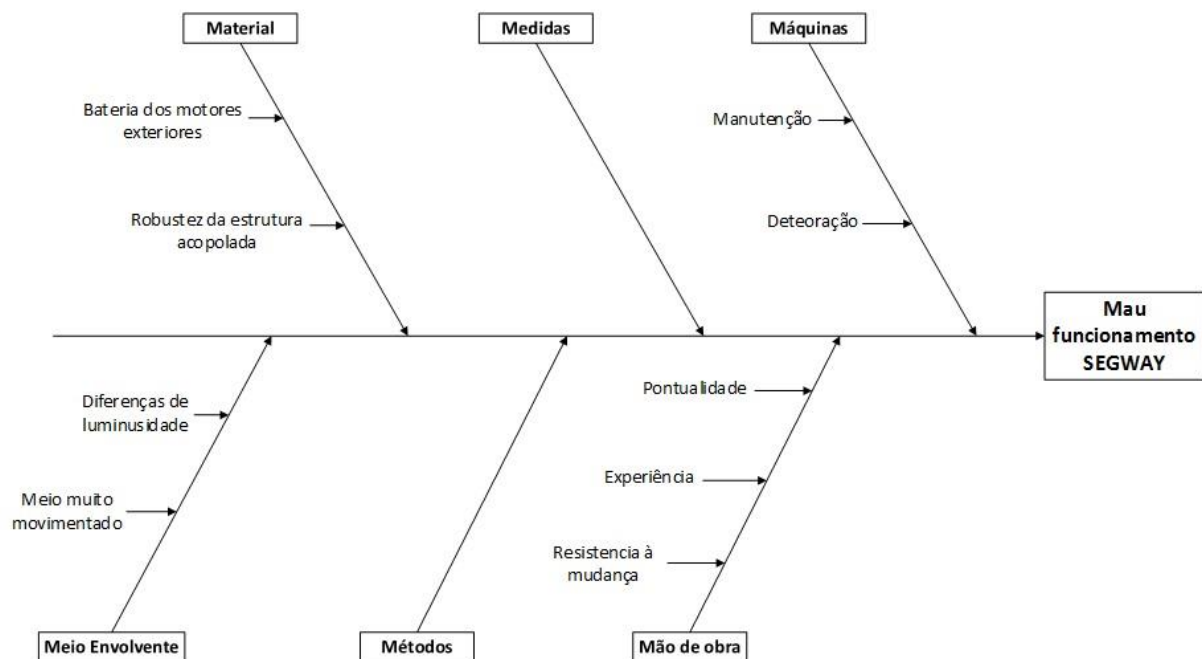 Material
Medidas
Máquinas
Bateria dos motores
exteriores
Manutenção
Robustez da estrutura
acopolada
Deteoração
Mau
funcionamento
SEGWAY
Diferenças de
luminusidade
Pontualidade
Meio muito
movimentado
Experiência
Resistencia à
mudança
Meio Envolvente
Métodos
Mão de obra